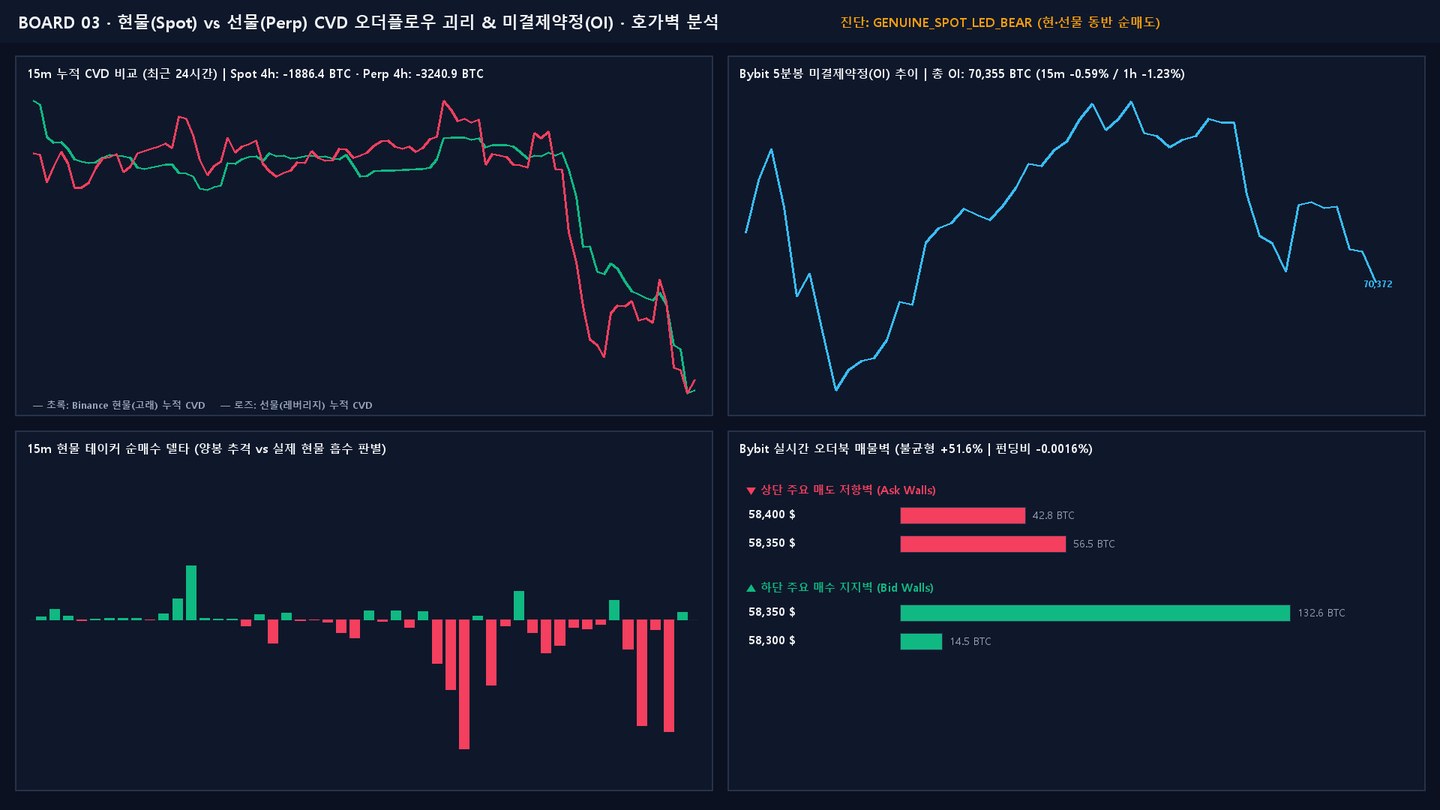 BOARD 03 · 현물(Spot) vs 선물(Perp) CVD 오더플로우 괴리 & 미결제약정(OI) · 호가벽 분석
진단: GENUINE_SPOT_LED_BEAR (현·선물 동반 순매도)
15m 누적 CVD 비교 (최근 24시간) | Spot 4h: -1886.4 BTC · Perp 4h: -3240.9 BTC
— 초록: Binance 현물(고래) 누적 CVD
— 로즈: 선물(레버리지) 누적 CVD
Bybit 5분봉 미결제약정(OI) 추이 | 총 OI: 70,355 BTC (15m -0.59% / 1h -1.23%)
70,372
15m 현물 테이커 순매수 델타 (양봉 추격 vs 실제 현물 흡수 판별)
Bybit 실시간 오더북 매물벽 (불균형 +51.6% | 펀딩비 -0.0016%)
▼ 상단 주요 매도 저항벽 (Ask Walls)
58,400 $ 42.8 BTC
58,350 $ 56.5 BTC
▲ 하단 주요 매수 지지벽 (Bid Walls)
58,350 $ 132.6 BTC
58,300 $ 14.5 BTC